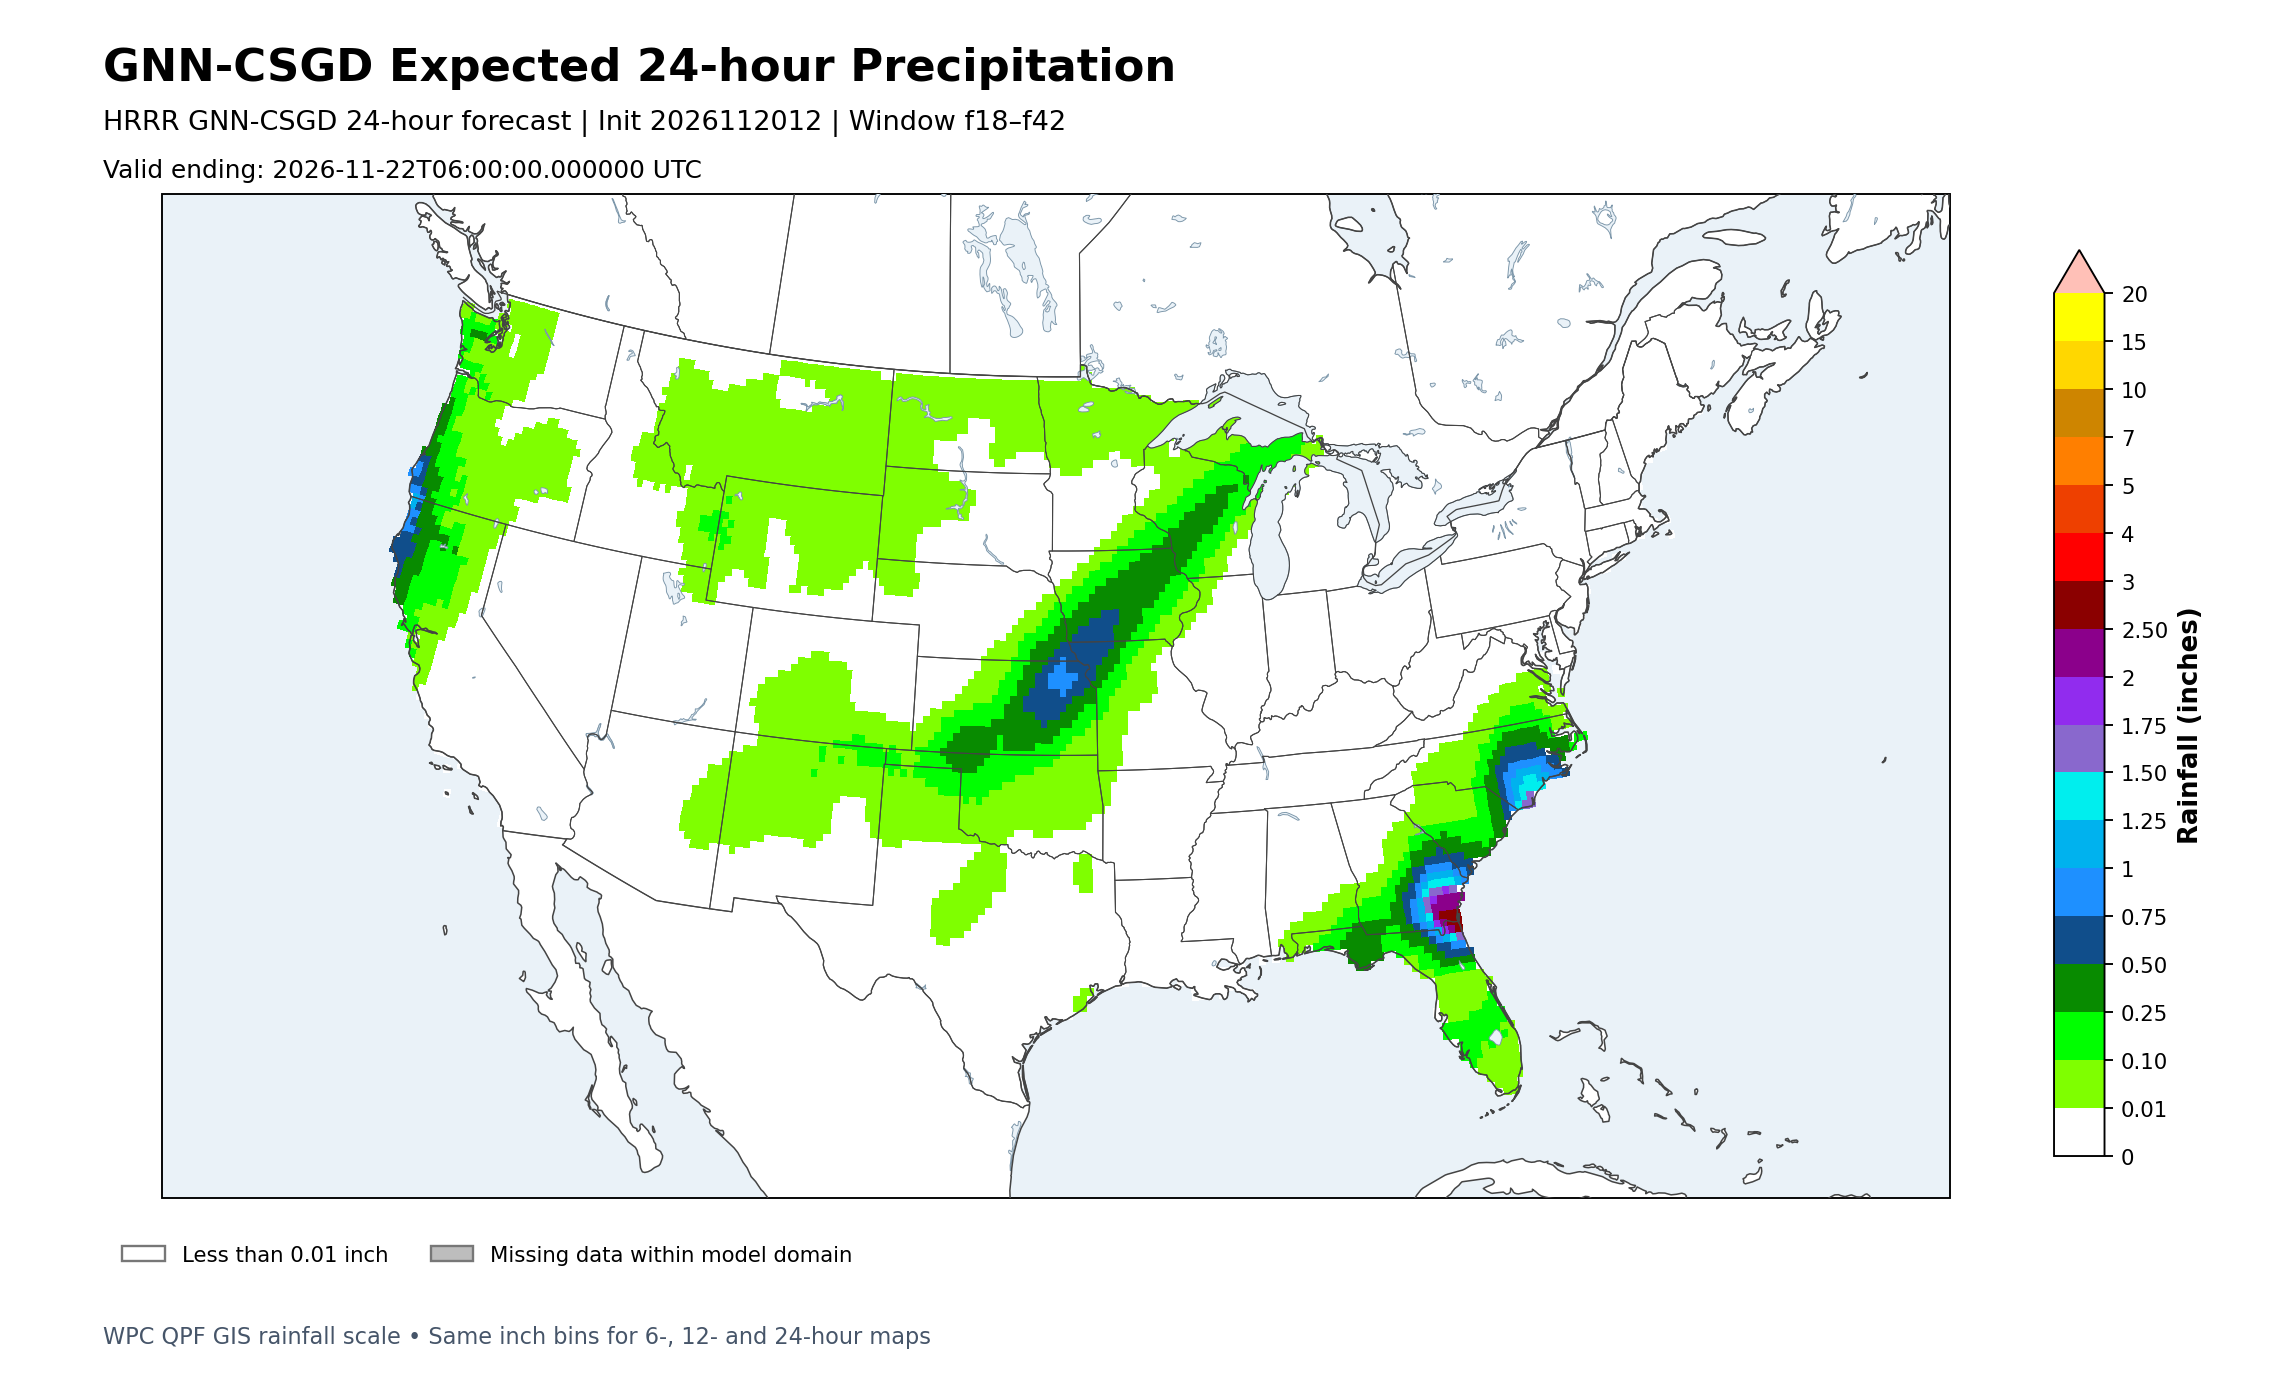 GNN-CSGD Expected 24-hour Precipitation
HRRR GNN-CSGD 24-hour forecast | Init 2026112012 | Window f18–f42
Valid ending: 2026-11-22T06:00:00.000000 UTC
20
15
10
7
5
4
3
2.50
2
1.75
1.50
1.25
1
0.75
0.50
0.25
0.10
0.01
0
Rainfall (inches)
Less than 0.01 inch
Missing data within model domain
WPC QPF GIS rainfall scale • Same inch bins for 6-, 12- and 24-hour maps